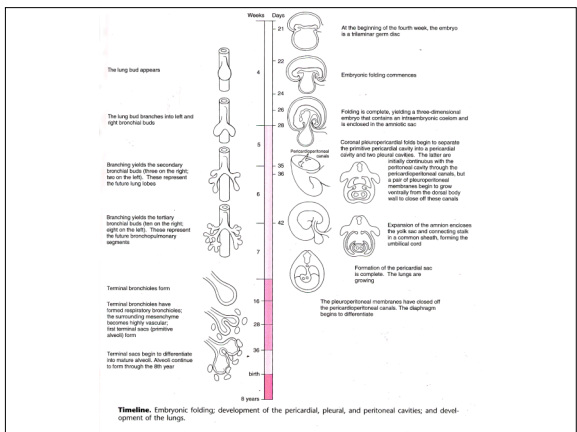 Weeks Days
21
At the beginning of the fourth week, the embryo
is a trilaminar germ disc
22
The lung bud appears
4
Embryonic folding commences
24
26
Folding is complete, yielding a three-dimensional
embryo that contains an intraembryonic coelom and
is enclosed in the amniotic sac
The lung bud branches into left and
right bronchial buds
28
5
Coronal pleuropericardial folds begin to separate
the primitive pericardial cavity into a pericardial
cavity and two pleural cavities. The latter are
initially continuous with the
peritoneal cavity through the
pericardioperitoneal canals, but
a pair of pleuroperitoneal
membranes begin to grow
ventrally from the dorsal body
wall to close off these canals
Pericardioperitoneal
canals
Branching yields the secondary
bronchial buds (three on the right;
two on the left). These represent
the future lung lobes
35
36
6
Branching yields the tertiary
bronchial buds (ten on the right;
eight on the left). These represent
the future bronchopulmonary
segments
42
Expansion of the amnion encloses
the yolk sac and connecting stalk
in a common sheath, forming the
umbilical cord
7
Formation of the pericardial sac
is complete. The lungs are
growing
Terminal bronchioles form
16
The pleuroperitoneal membranes have closed off
the pericardioperitoneal canals. The diaphragm
begins to differentiate
Terminal bronchioles have
formed respiratory bronchioles;
the surrounding mesenchyme
becomes highly vascular;
first terminal sacs (primitive
alveoli) form
28
36
Terminal sacs begin to differentiate
into mature alveoli. Alveoli continue
to form through the 8th year
birth
6 years
Timeline. Embryonic folding; development of the pericardial, pleural, and peritoneal cavities; and devel-
opment of the lungs.